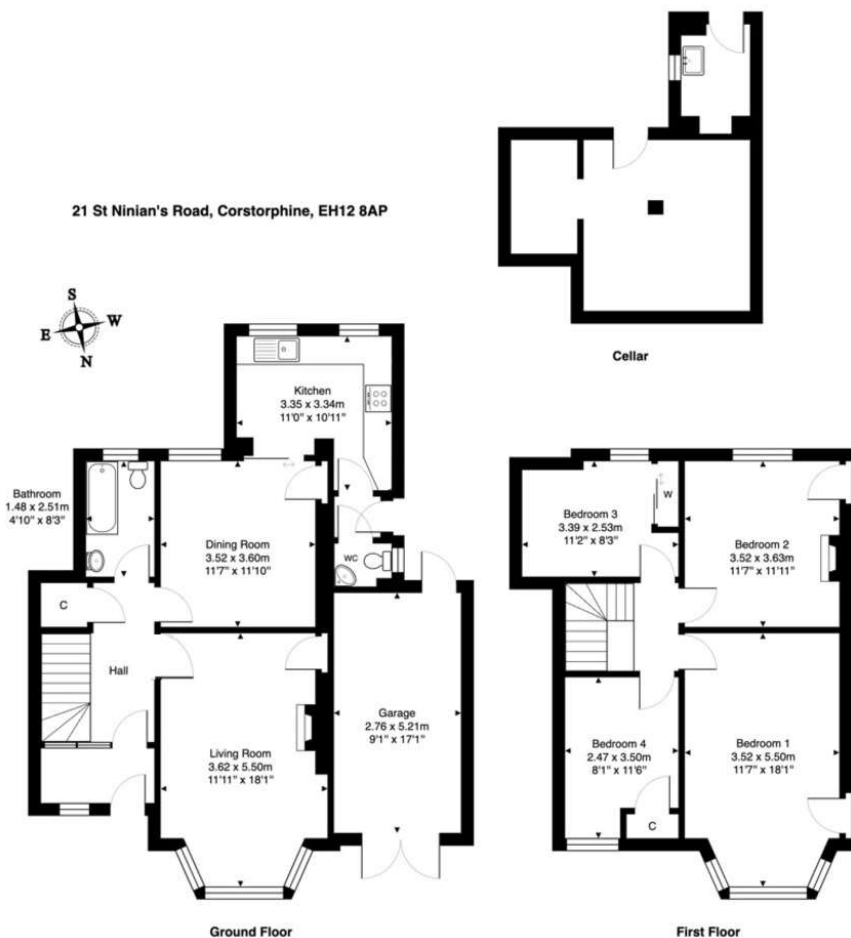 21 St Ninian's Road, Corstorphine, EH12 8AP
S
E W
N
Cellar
Kitchen
3.35 x 3.34m
11'0" x 10'11"
Bathroom
1.48 x 2.51m
4'10" x 8'3"
Dining Room
3.52 x 3.60m
11'7" x 11'10"
WC
C
Hall
Living Room
3.62 x 5.50m
11'11" x 18'1"
Garage
2.76 x 5.21m
9'1" x 17'1"
Ground Floor
Bedroom 3
3.39 x 2.53m
11'2" x 8'3"
W
Bedroom 2
3.52 x 3.63m
11'7" x 11'11"
Bedroom 4
2.47 x 3.50m
8'1" x 11'6"
C
Bedroom 1
3.52 x 5.50m
11'7" x 18'1"
First Floor